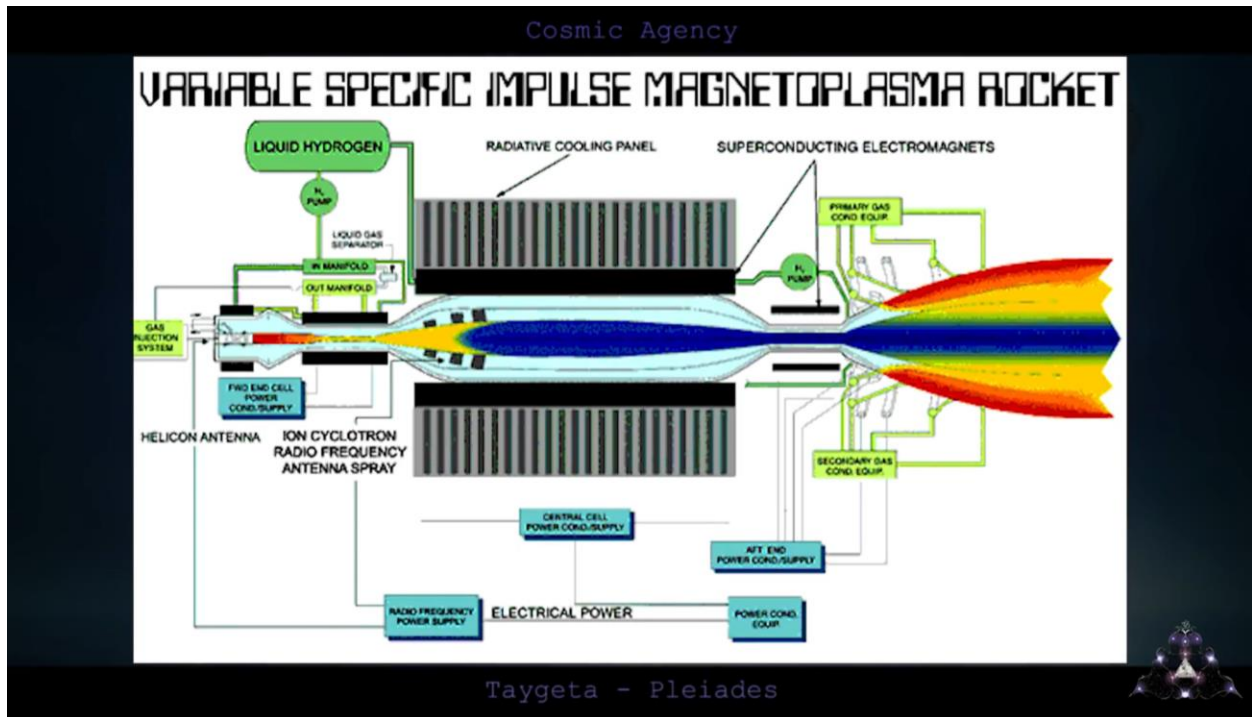 Cosmic Agency
VARIABLE SPECIFIC IMPULSE MAGNETOPLASMA ROCKET
LIQUID HYDROGEN
RADIATIVE COOLING PANEL
SUPERCONDUCTING ELECTROMAGNETS
H₂
PUMP
PRIMARY GAS
COND. EQUIP.
LIQUID GAS
SEPARATOR
IN MANIFOLD
OUT MANIFOLD
H₂
PUMP
GAS
INJECTION
SYSTEM
FWD END CELL
POWER
COND./SUPPLY
HELICON ANTENNA
ION CYCLOTRON
RADIO FREQUENCY
ANTENNA SPRAY
SECONDARY GAS
COND. EQUIP.
CENTRAL CELL
POWER COND./SUPPLY
AFT END
POWER COND./SUPPLY
RADIO FREQUENCY
POWER SUPPLY
ELECTRICAL POWER
POWER COND.
EQUIP.
Taygeta - Pleiades